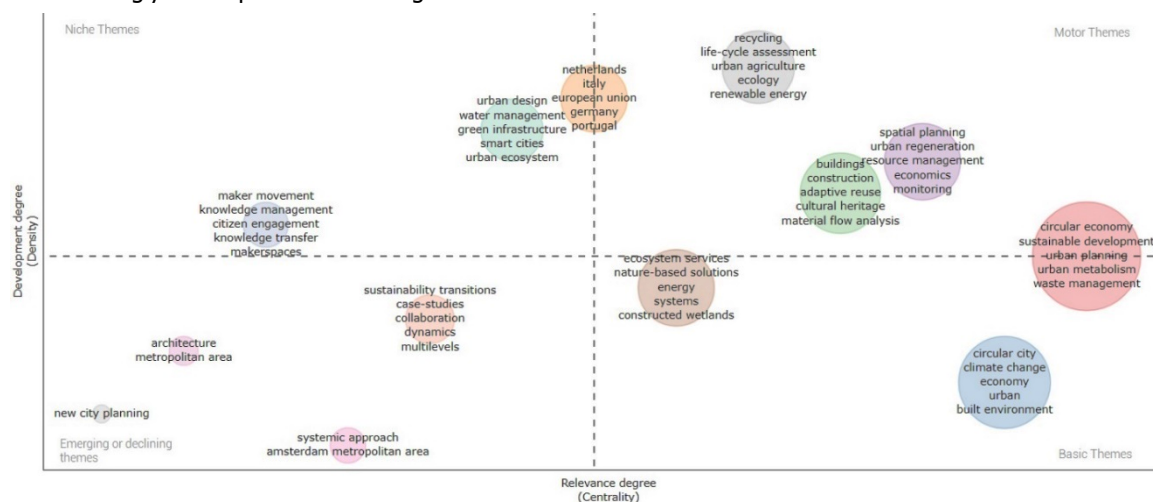 Niche Themes
Motor Themes
recycling
life-cycle assessment
urban agriculture
ecology
renewable energy
netherlands
italy
european union
germany
portugal
urban design
water management
green infrastructure
smart cities
urban ecosystem
spatial planning
urban regeneration
resource management
economics
monitoring
buildings
construction
adaptive reuse
cultural heritage
material flow analysis
maker movement
knowledge management
citizen engagement
knowledge transfer
makerspaces
circular economy
sustainable development
urban planning
urban metabolism
waste management
ecosystem services
nature-based solutions
energy
systems
constructed wetlands
sustainability transitions
case-studies
collaboration
dynamics
multilevels
architecture
metropolitan area
circular city
climate change
economy
urban
built environment
new city planning
systemic approach
amsterdam metropolitan area
Emerging or declining
themes
Basic Themes
Development degree
(Density)
Relevance degree
(Centrality)